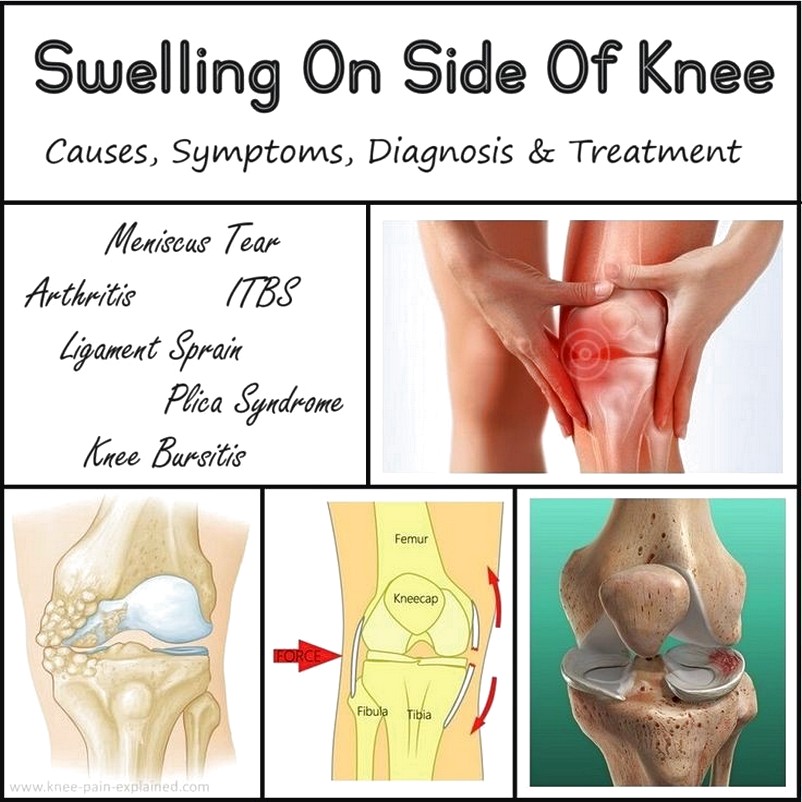 Swelling On Side Of Knee
Causes, Symptoms, Diagnosis & Treatment
Meniscus Tear
Arthritis ITBS
Ligament Sprain
Plica Syndrome
Knee Bursitis
Femur
Kneecap
FORCE
Fibula Tibia
www.knee-pain-explained.com